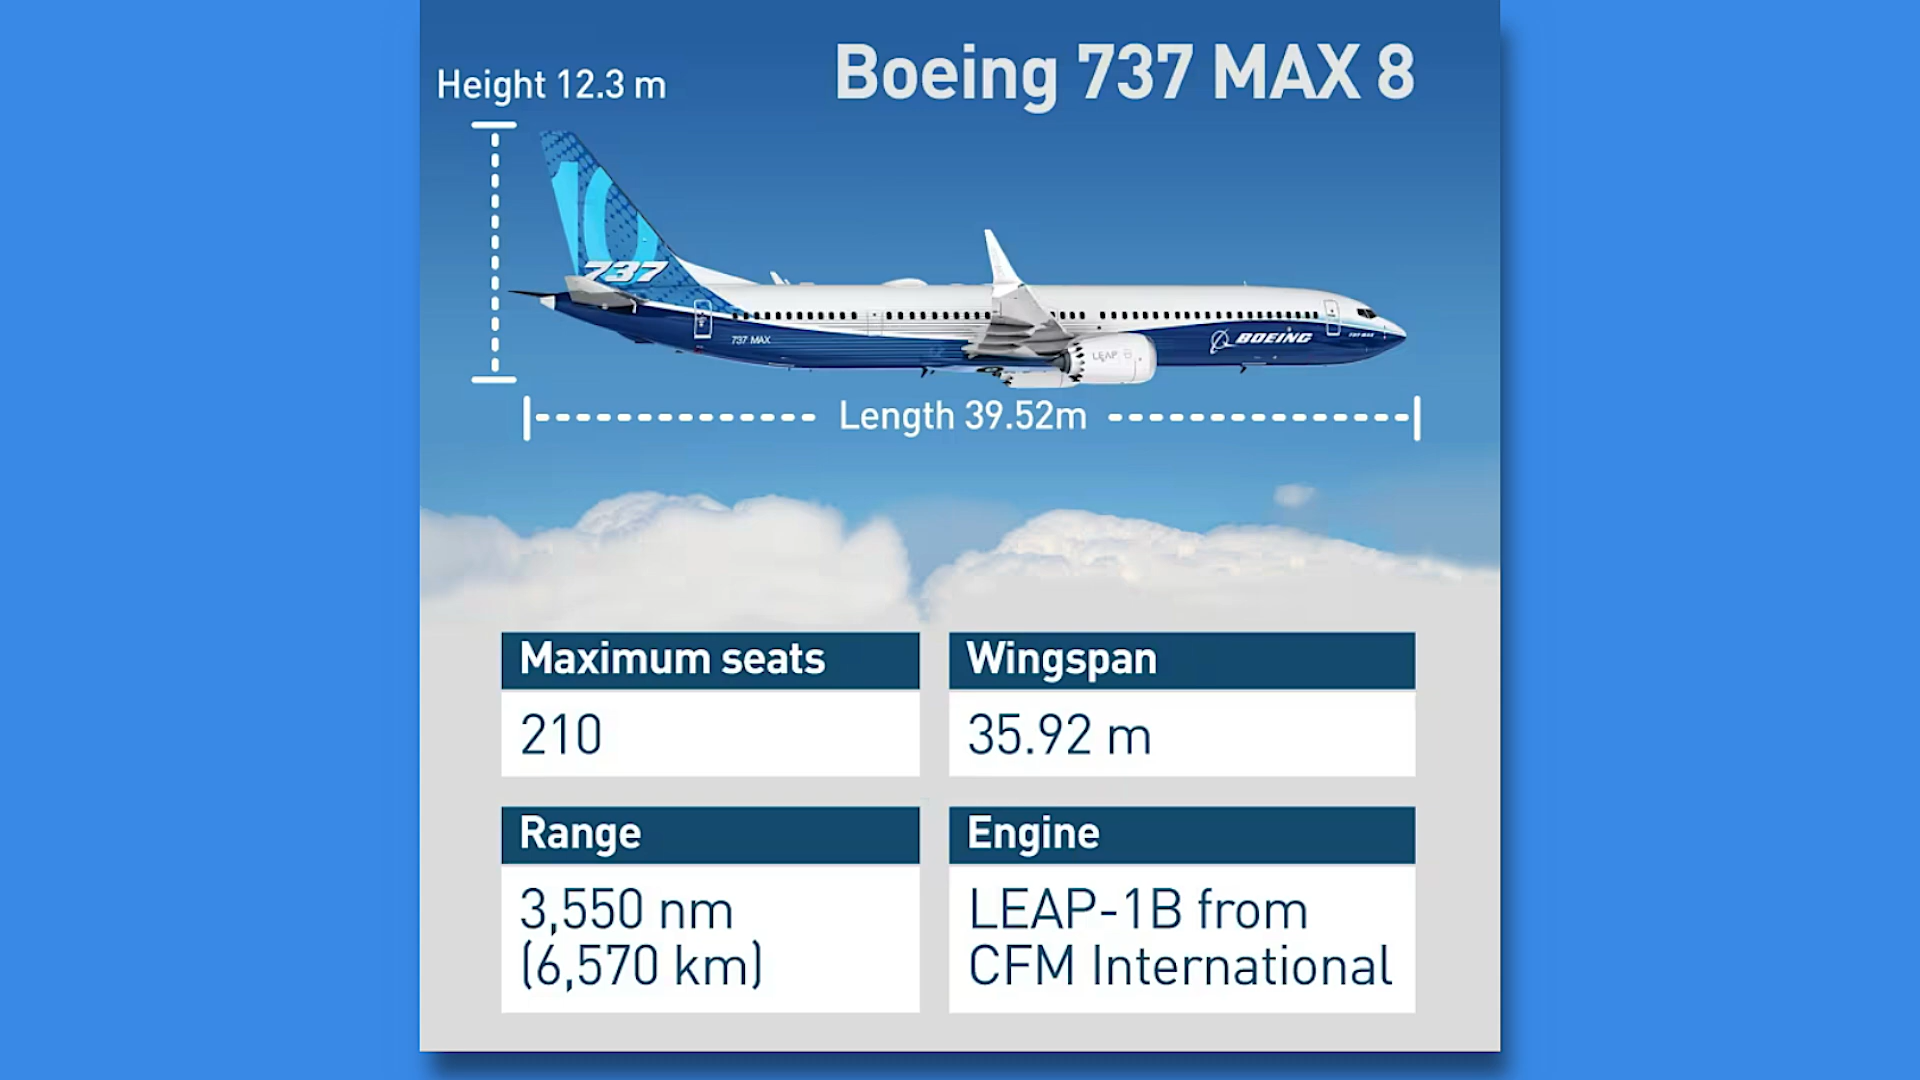 Height 12.3 m
Boeing 737 MAX 8
10
737
737 MAX
LEAP
BOEING
Length 39.52m
Maximum seats
210
Wingspan
35.92 m
Range
3,550 nm
(6,570 km)
Engine
LEAP-1B from
CFM International